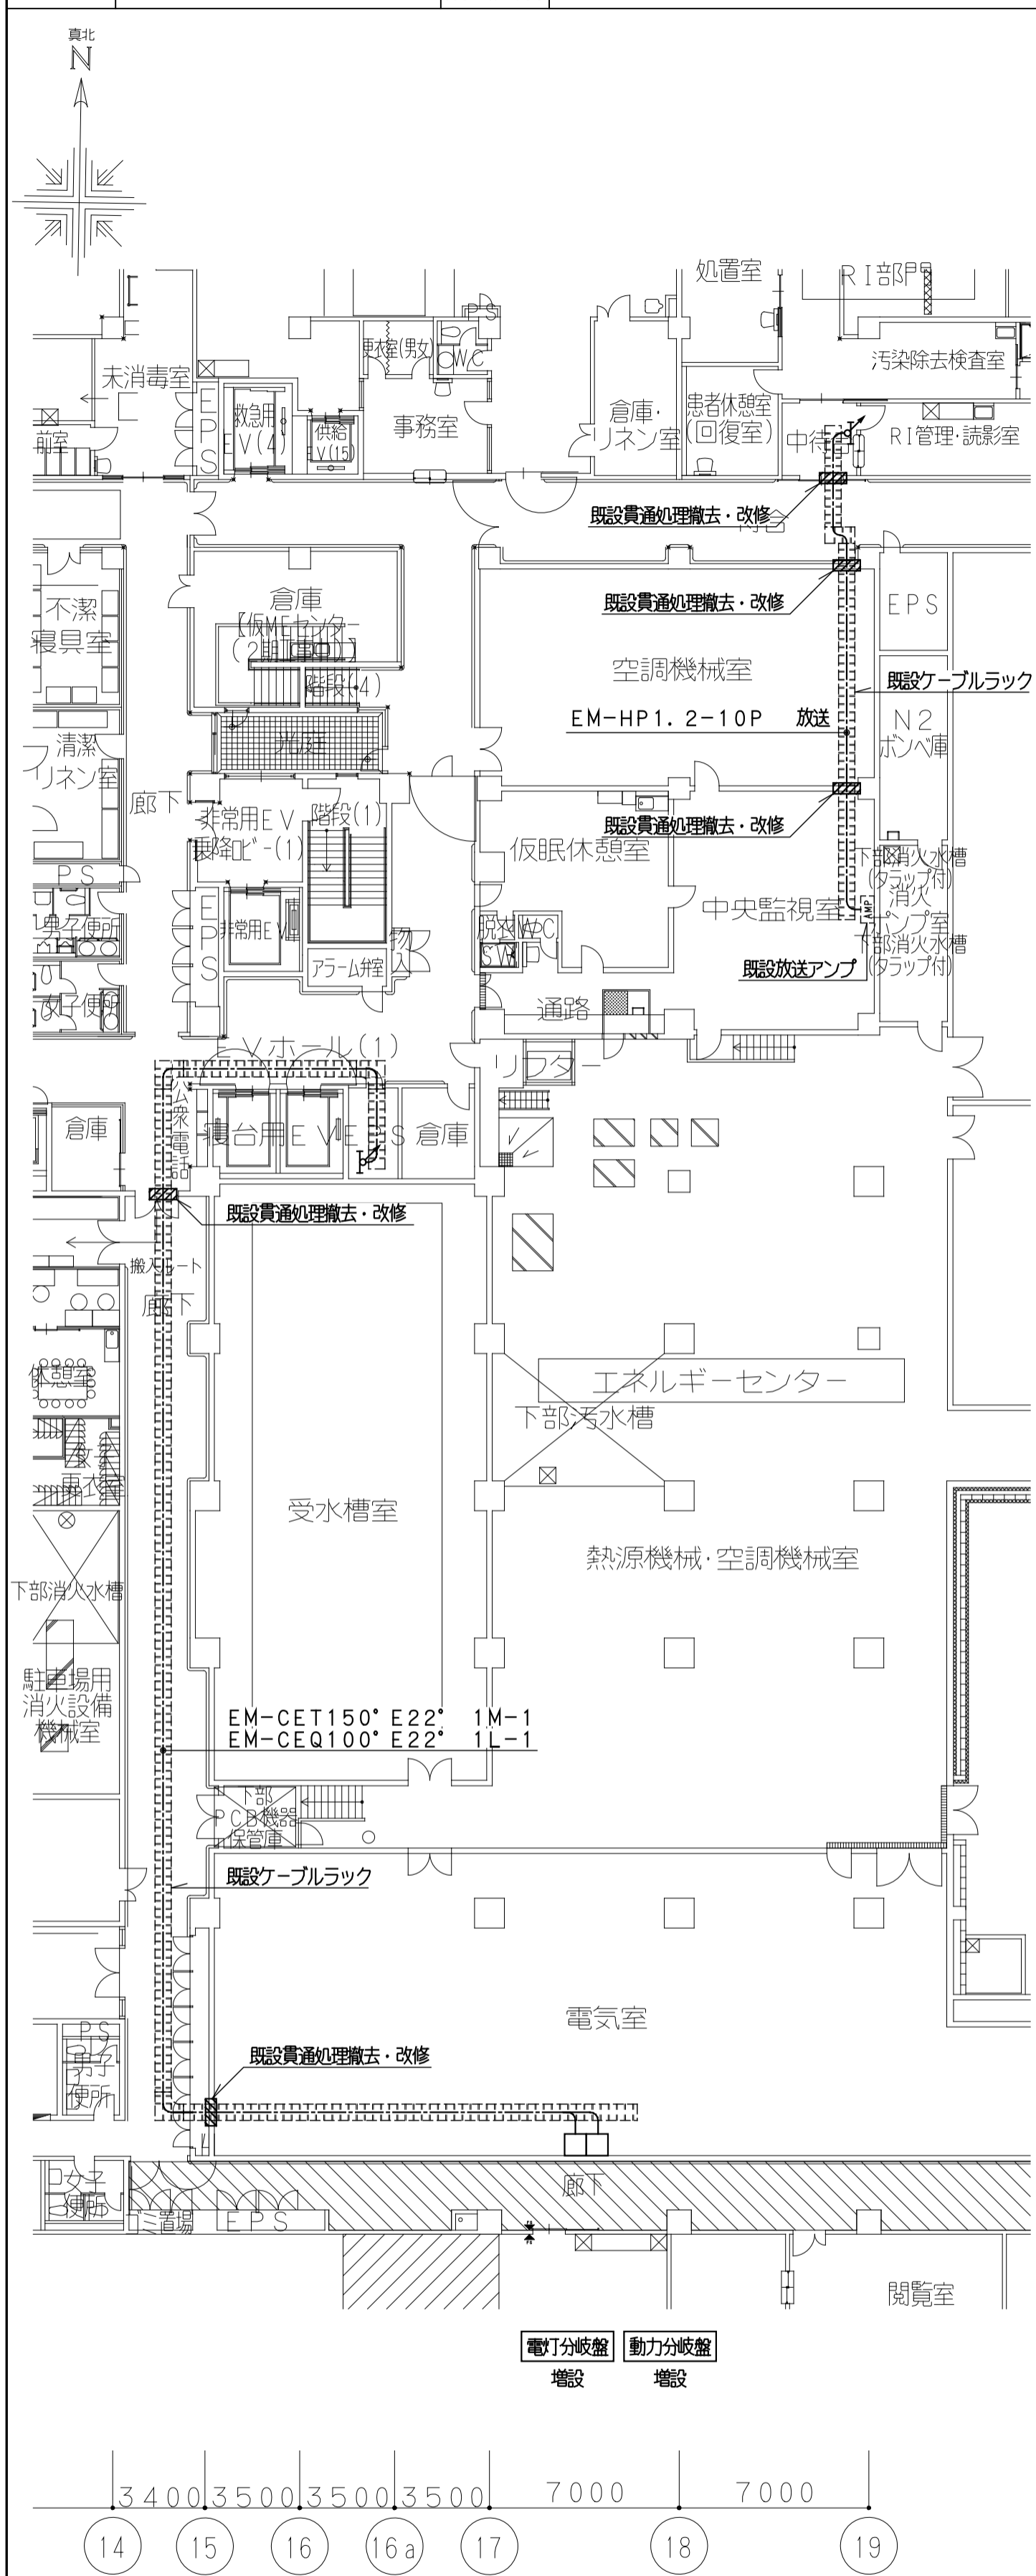 真北
N
処置室
RI部門
PS
更衣室(男女)
WC
汚染除去検査室
未消毒室
EPS
救急用
EV(4)
供給
EV(15)
事務室
倉庫・
リネン室
患者休憩室
(回復室)
中待合
RI管理・読影室
前室
既設貫通処理撤去・改修
不潔
寝具室
倉庫
【仮MEセンター
(2期工事中)】
階段(4)
既設貫通処理撤去・改修
EPS
空調機械室
既設ケーブルラック
EM-HP1.2-10P 放送
N2
ボンベ庫
光庭
清潔
リネン室
廊下
非常用EV
乗降ロビー(1)
階段(1)
既設貫通処理撤去・改修
仮眠休憩室
下部消火水槽
(タラップ付)
消火
ポンプ室
下部消火水槽
(タラップ付)
PS
男子便所
EPS
非常用EV
物入
アラーム弁室
脱衣
WC
SW
中央監視室
AMP
既設放送アンプ
女子便所
通路
EVホール(1)
リフター
公衆電話
倉庫
寝台用EV
EPS
倉庫
既設貫通処理撤去・改修
搬入ルート
廊下
休憩室
エネルギーセンター
下部汚水槽
女子
更衣室
受水槽室
熱源機械・空調機械室
下部消火水槽
駐車場用
消火設備
機械室
EM-CET150° E22° 1M-1
EM-CEQ100° E22° 1L-1
下部
PCB機器
保管庫
既設ケーブルラック
電気室
PS
男子
便所
既設貫通処理撤去・改修
女子
便所
ゴミ置場
EPS
廊下
閲覧室
電灯分岐盤
動力分岐盤
増設
増設
3400
3500
3500
3500
7000
7000
14
15
16
16a
17
18
19